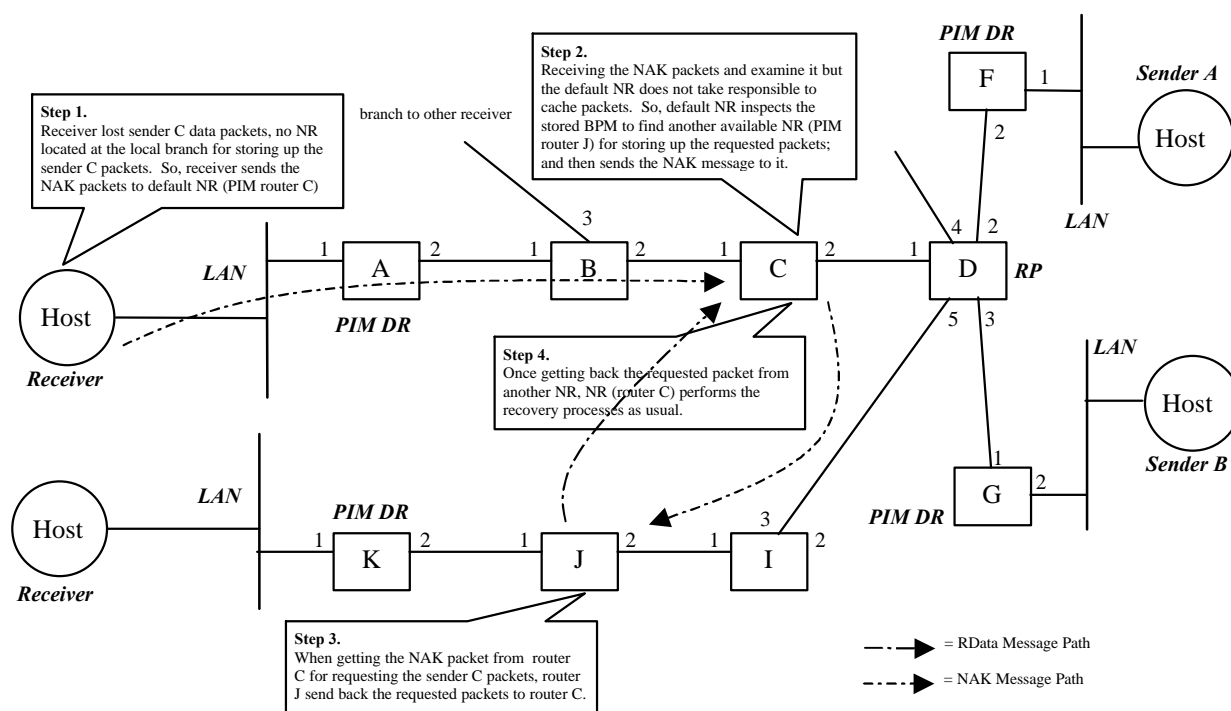 PIM DR
Step 2.
Receiving the NAK packets and examine it but
the default NR does not take responsible to
cache packets.  So, default NR inspects the
stored BPM to find another available NR (PIM
router J) for storing up the requested packets;
and then sends the NAK message to it.
F
1
2
Sender A
Host
LAN
Step 1.
Receiver lost sender C data packets, no NR
located at the local branch for storing up the
sender C packets.  So, receiver sends the
NAK packets to default NR (PIM router C)
branch to other receiver
3
4
2
LAN
1
A
2
1
B
2
1
C
2
1
D
RP
5
3
Host
Receiver
PIM DR
Step 4.
Once getting back the requested packet from
another NR, NR (router C) performs the
recovery processes as usual.
LAN
Host
Sender B
1
G
2
PIM DR
LAN
Host
Receiver
PIM DR
1
K
2
1
J
2
1
3
I
2
Step 3.
When getting the NAK packet from  router
C for requesting the sender C packets, router
J send back the requested packets to router C.
= RData Message Path
= NAK Message Path